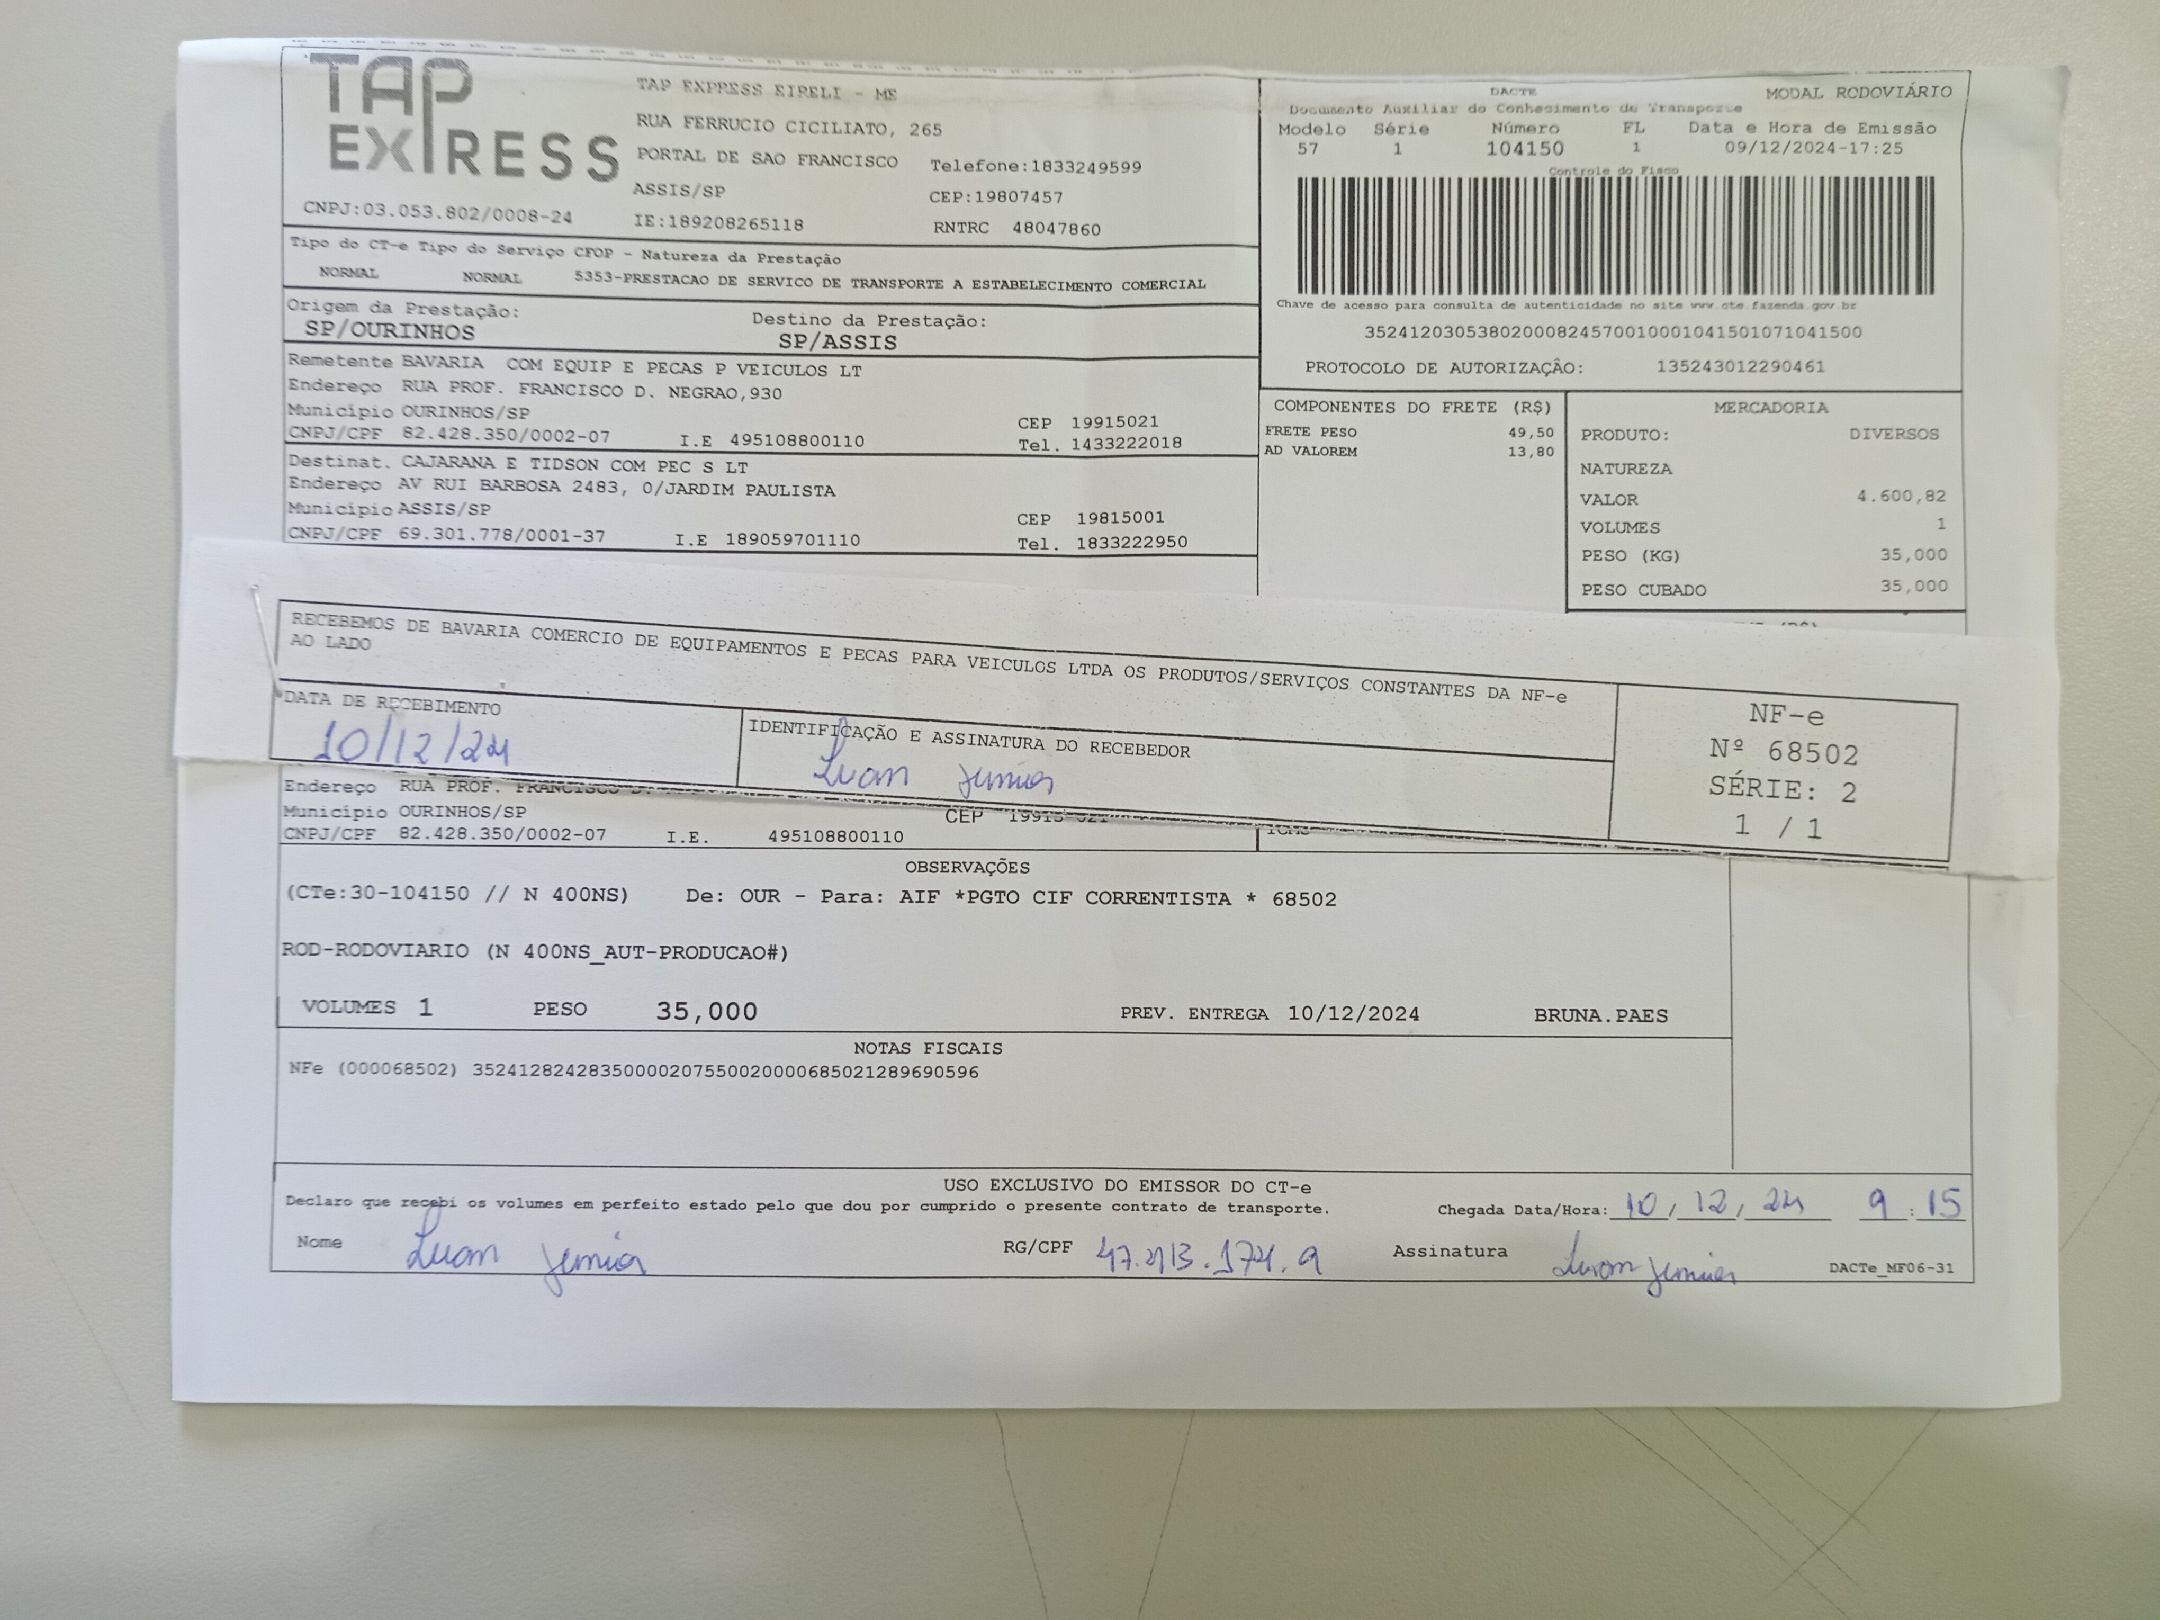 TAP EXPRESS
TAP EXPRESS EIRELI - ME
RUA FERRUCIO CICILIATO, 265
PORTAL DE SAO FRANCISCO Telefone:1833249599
ASSIS/SP CEP:19807457
CNPJ:03.053.802/0008-24 IE:189208265118 RNTRC 48047860
DACTE MODAL RODOVIÁRIO
Documento Auxiliar do Conhecimento de Transporte
Modelo Série Número FL Data e Hora de Emissão
57 1 104150 1 09/12/2024-17:25
Controle do Fisco
Chave de acesso para consulta de autenticidade no site www.cte.fazenda.gov.br
35241203053802000824570010001041501071041500
PROTOCOLO DE AUTORIZAÇÃO: 135243012290461
Tipo do CT-e Tipo do Serviço CFOP - Natureza da Prestação
NORMAL NORMAL 5353-PRESTACAO DE SERVICO DE TRANSPORTE A ESTABELECIMENTO COMERCIAL
Origem da Prestação: Destino da Prestação:
SP/OURINHOS SP/ASSIS
Remetente BAVARIA COM EQUIP E PECAS P VEICULOS LT
Endereço RUA PROF. FRANCISCO D. NEGRAO,930
Município OURINHOS/SP CEP 19915021
CNPJ/CPF 82.428.350/0002-07 I.E 495108800110 Tel. 1433222018
Destinat. CAJARANA E TIDSON COM PEC S LT
Endereço AV RUI BARBOSA 2483, 0/JARDIM PAULISTA
Município ASSIS/SP CEP 19815001
CNPJ/CPF 69.301.778/0001-37 I.E 189059701110 Tel. 1833222950
COMPONENTES DO FRETE (R$)
FRETE PESO 49,50
AD VALOREM 13,80
MERCADORIA
PRODUTO: DIVERSOS
NATUREZA
VALOR 4.600,82
VOLUMES 1
PESO (KG) 35,000
PESO CUBADO 35,000
RECEBEMOS DE BAVARIA COMERCIO DE EQUIPAMENTOS E PECAS PARA VEICULOS LTDA OS PRODUTOS/SERVIÇOS CONSTANTES DA NF-e
AO LADO
DATA DE RECEBIMENTO IDENTIFICAÇÃO E ASSINATURA DO RECEBEDOR
10/12/24 Luan Junior
NF-e
Nº 68502
SÉRIE: 2
1 / 1
Endereço RUA PROF. FRANCISCO D.
Município OURINHOS/SP CEP 19915-021
CNPJ/CPF 82.428.350/0002-07 I.E. 495108800110
ICMS
OBSERVAÇÕES
(CTe:30-104150 // N 400NS) De: OUR - Para: AIF *PGTO CIF CORRENTISTA * 68502
ROD-RODOVIARIO (N 400NS_AUT-PRODUCAO#)
VOLUMES 1 PESO 35,000 PREV. ENTREGA 10/12/2024 BRUNA.PAES
NOTAS FISCAIS
NFe (000068502) 35241282428350000207550020000685021289690596
USO EXCLUSIVO DO EMISSOR DO CT-e
Declaro que recebi os volumes em perfeito estado pelo que dou por cumprido o presente contrato de transporte. Chegada Data/Hora: 10/12/24 9:15
Nome Luan Junior RG/CPF 47.413.174.9 Assinatura Luan Junior DACTe_MF06-31